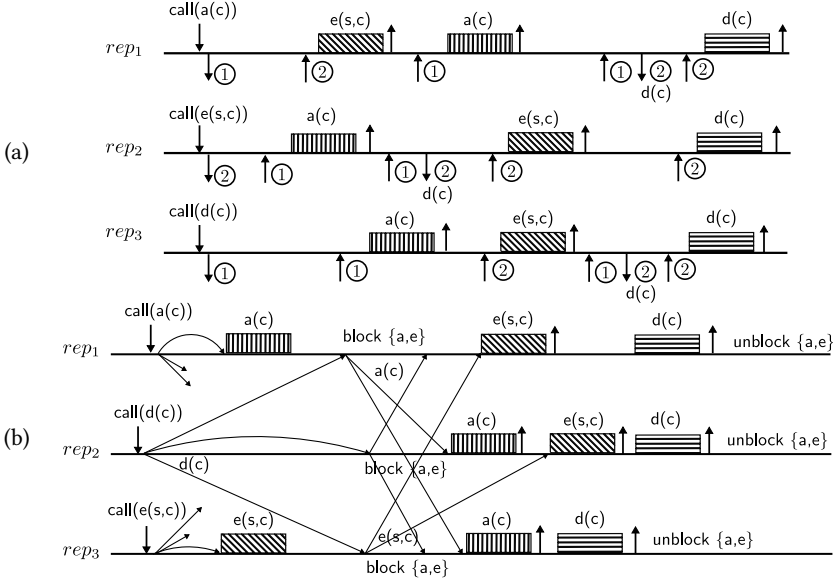 call(a(c))
e(s,c)
a(c)
d(c)
rep1
① ② ① ① ② ②
d(c)
(a)
call(e(s,c))
a(c)
e(s,c)
d(c)
rep2
② ① ① ② ② ②
d(c)
call(d(c))
a(c)
e(s,c)
d(c)
rep3
① ① ② ① ② ②
d(c)
call(a(c))
a(c)
block {a,e}
e(s,c)
d(c)
unblock {a,e}
rep1
a(c)
(b)
call(d(c))
a(c)
e(s,c)
d(c)
unblock {a,e}
rep2
d(c)
block {a,e}
call(e(s,c))
e(s,c)
e(s,c)
a(c)
d(c)
unblock {a,e}
rep3
block {a,e}